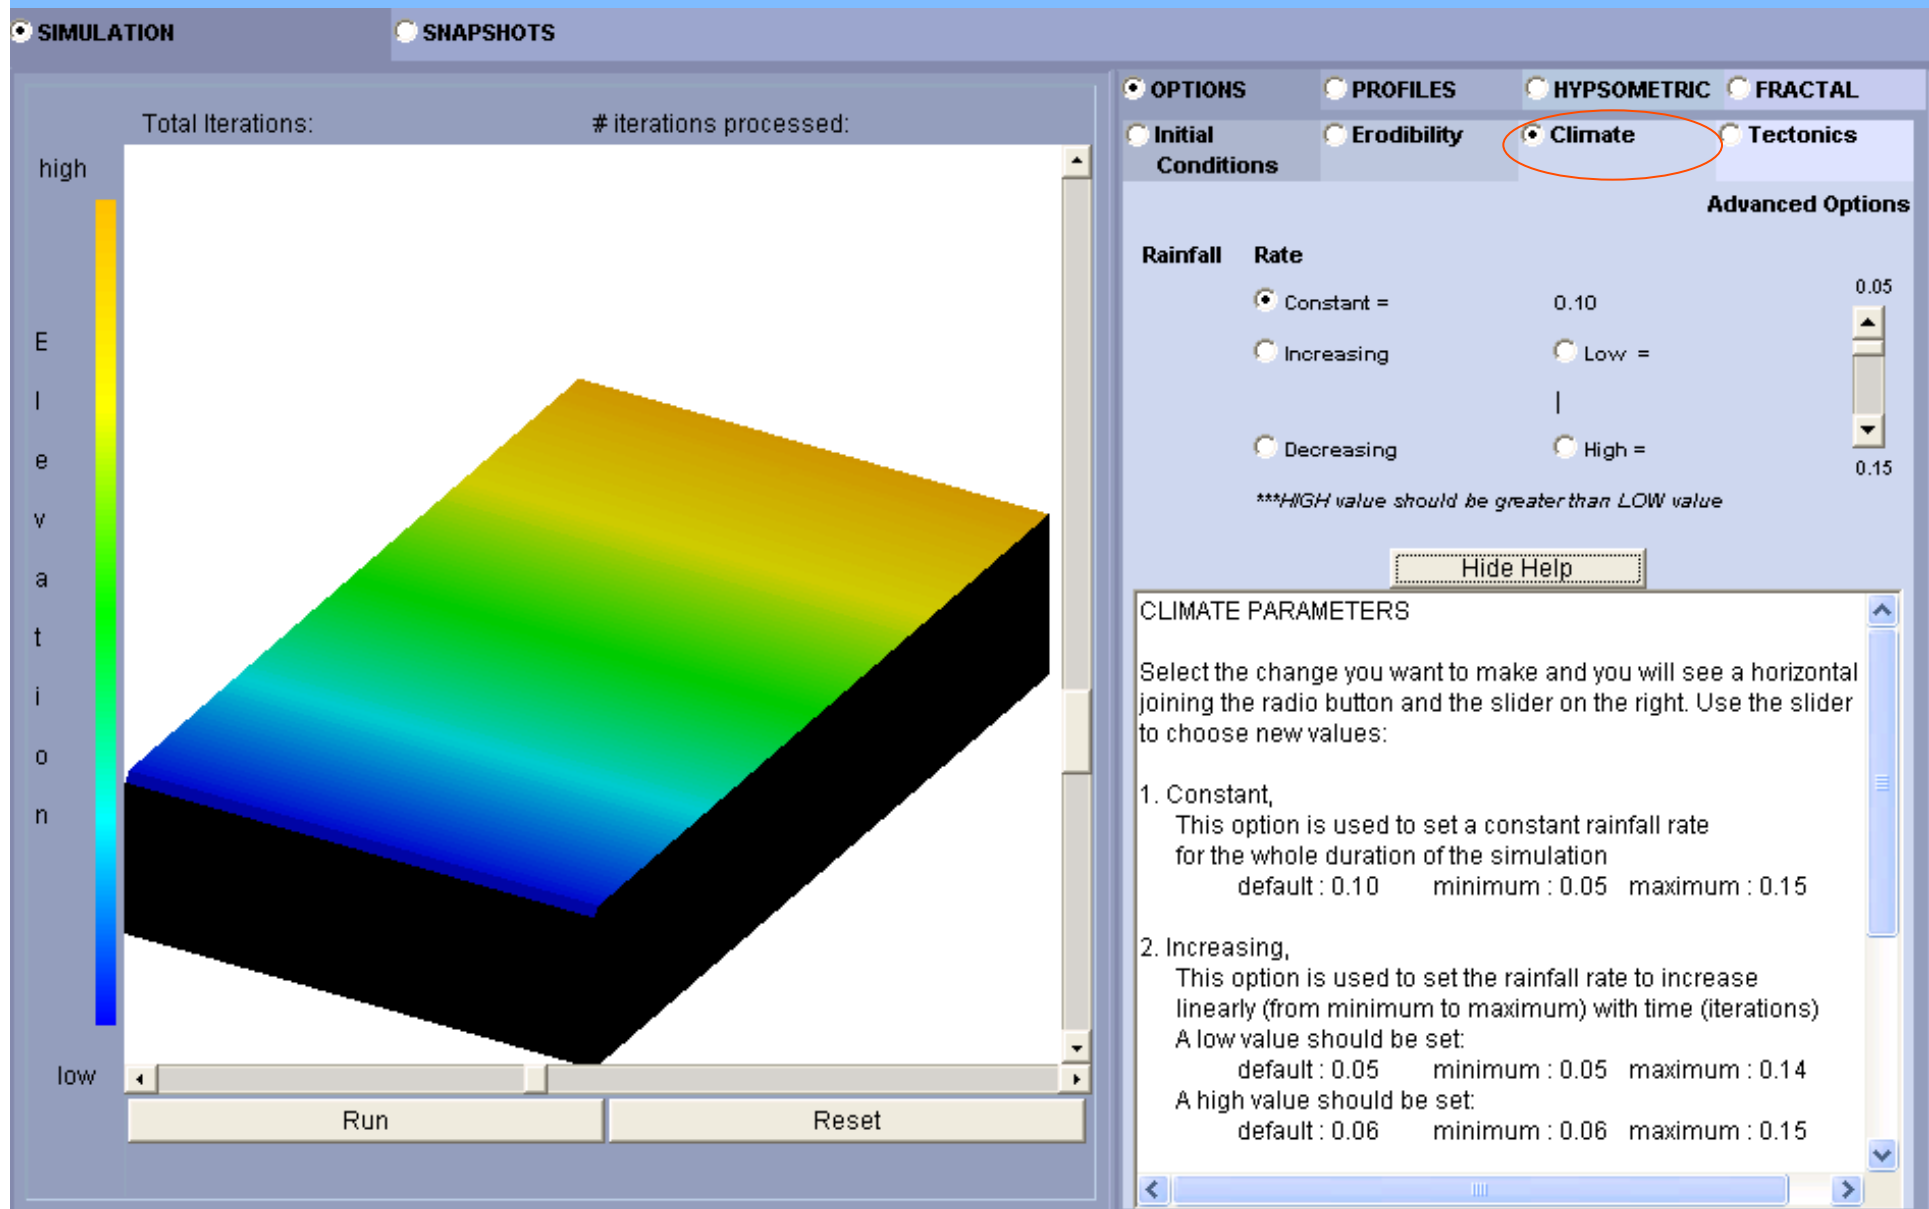 SIMULATION
SNAPSHOTS
Total Iterations:
# iterations processed:
high
E
l
e
v
a
t
i
o
n
low
Run
Reset
OPTIONS
PROFILES
HYPSOMETRIC
FRACTAL
Initial
Conditions
Erodibility
Climate
Tectonics
Advanced Options
Rainfall
Rate
Constant =
0.10
0.05
Increasing
Low =
|
Decreasing
High =
0.15
***HIGH value should be greater than LOW value
Hide Help
CLIMATE PARAMETERS
Select the change you want to make and you will see a horizontal
joining the radio button and the slider on the right. Use the slider
to choose new values:
1. Constant,
This option is used to set a constant rainfall rate
for the whole duration of the simulation
default : 0.10 minimum : 0.05 maximum : 0.15
2. Increasing,
This option is used to set the rainfall rate to increase
linearly (from minimum to maximum) with time (iterations)
A low value should be set:
default : 0.05 minimum : 0.05 maximum : 0.14
A high value should be set:
default : 0.06 minimum : 0.06 maximum : 0.15